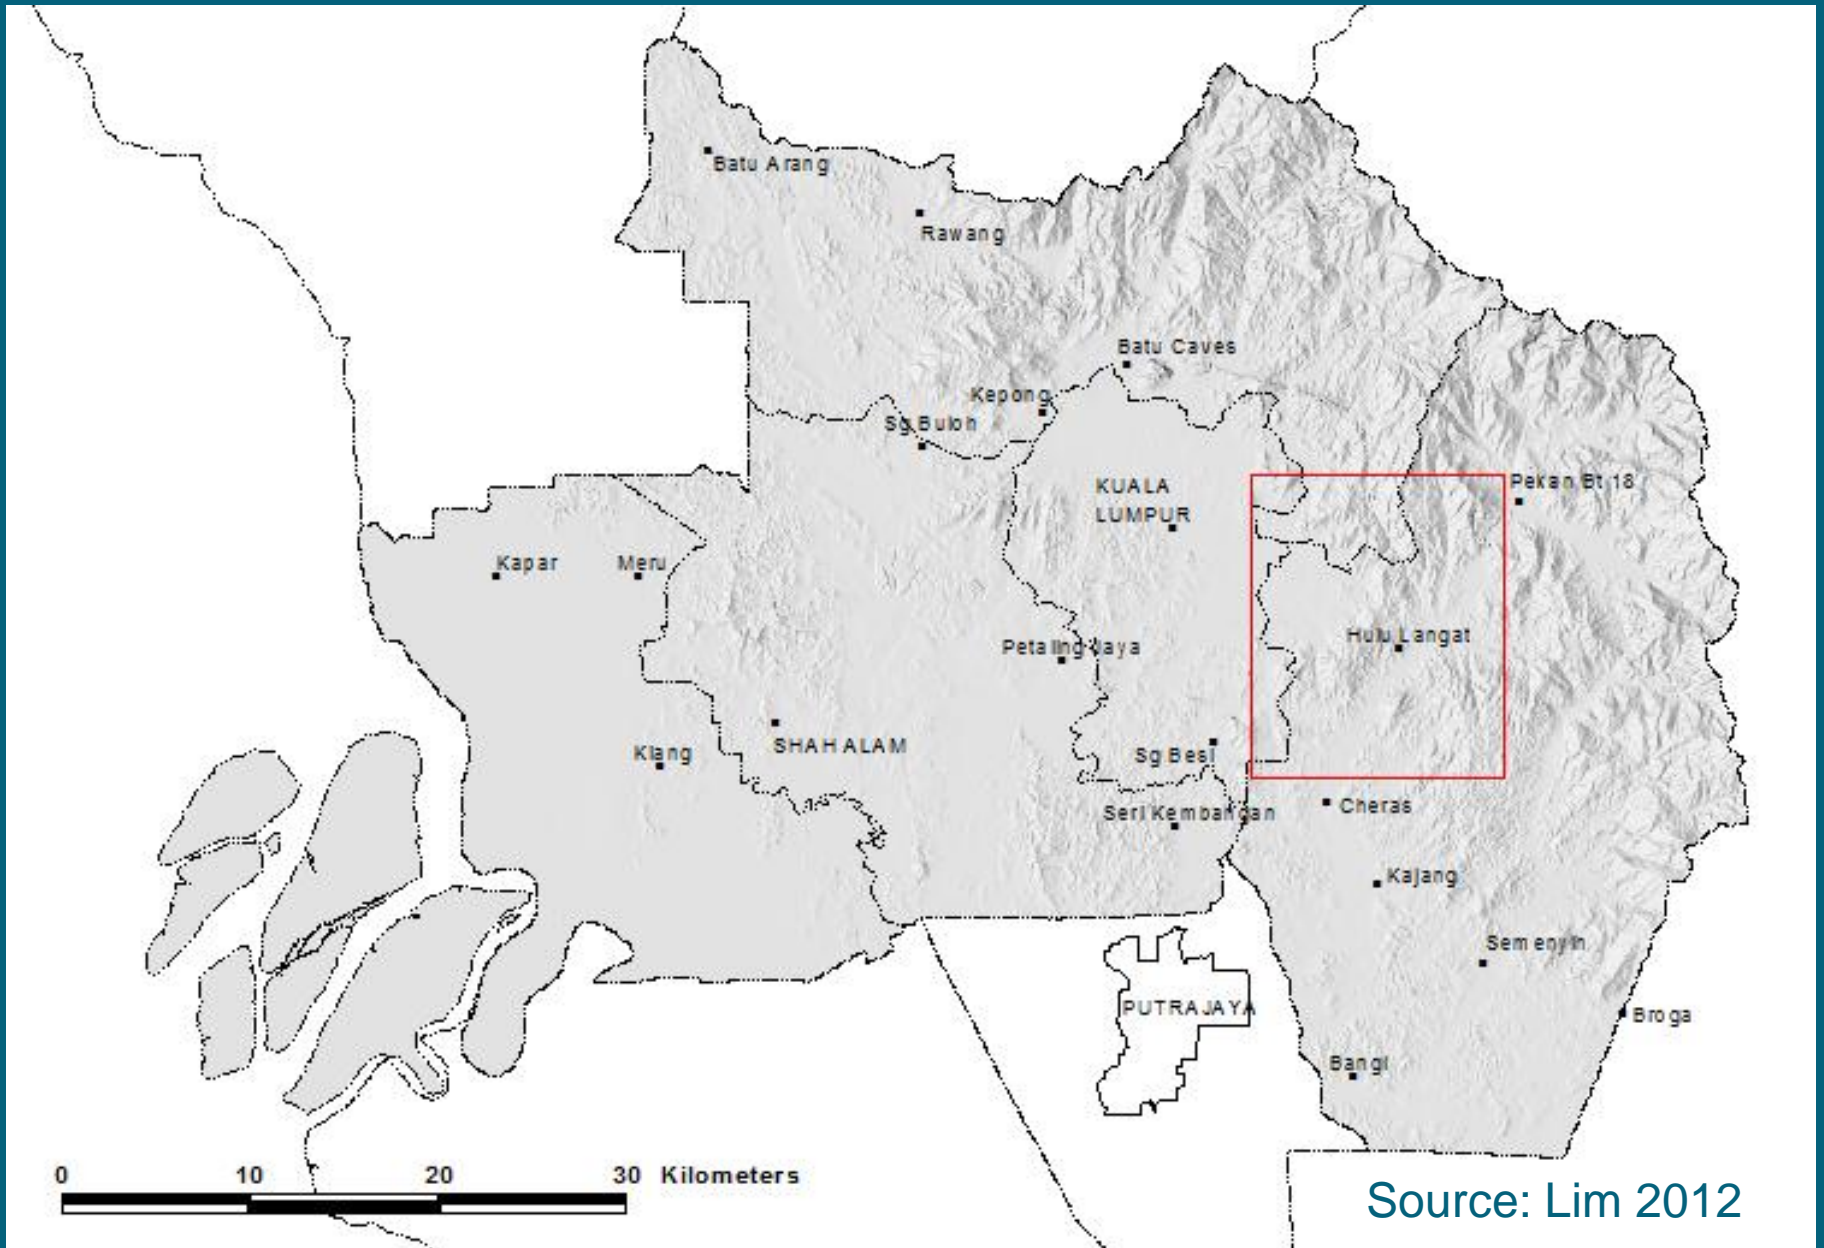 Batu Arang
Rawang
Batu Caves
Kepong
Sg Buloh
KUALA
LUMPUR
Pekan Bt 18
Kapar
Meru
Hulu Langat
Petaling Jaya
SHAH ALAM
Klang
Sg Besi
Seri Kembangan
Cheras
Kajang
Semenyih
PUTRAJAYA
Broga
Bangi
0 10 20 30 Kilometers
Source: Lim 2012